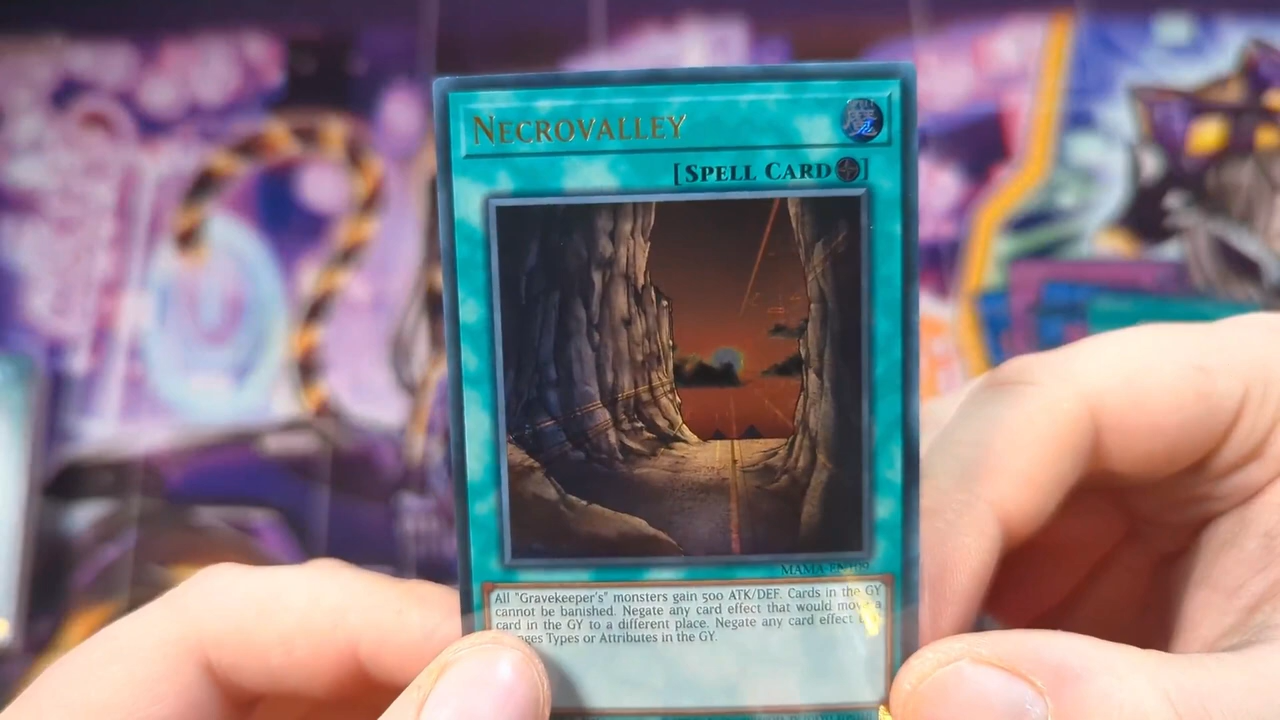 NECROVALLEY
[SPELL CARD]
MAMA-EN109
All "Gravekeeper's" monsters gain 500 ATK/DEF. Cards in the GY
cannot be banished. Negate any card effect that would move a
card in the GY to a different place. Negate any card effect
Types or Attributes in the GY.